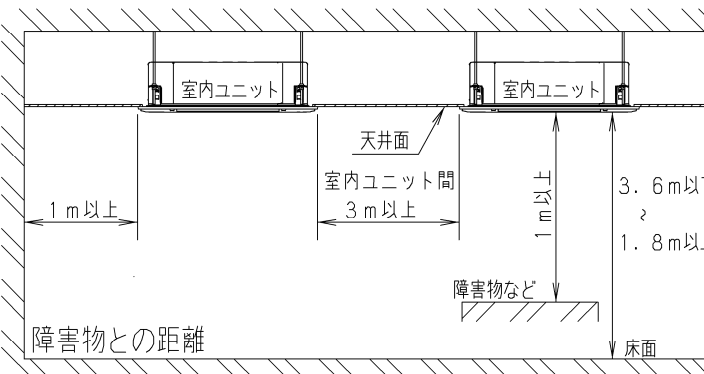 室内ユニット
室内ユニット
天井面
室内ユニット間
3m以上
1m以上
1m以上
3.6m以下
~
1.8m以上
障害物など
障害物との距離
床面